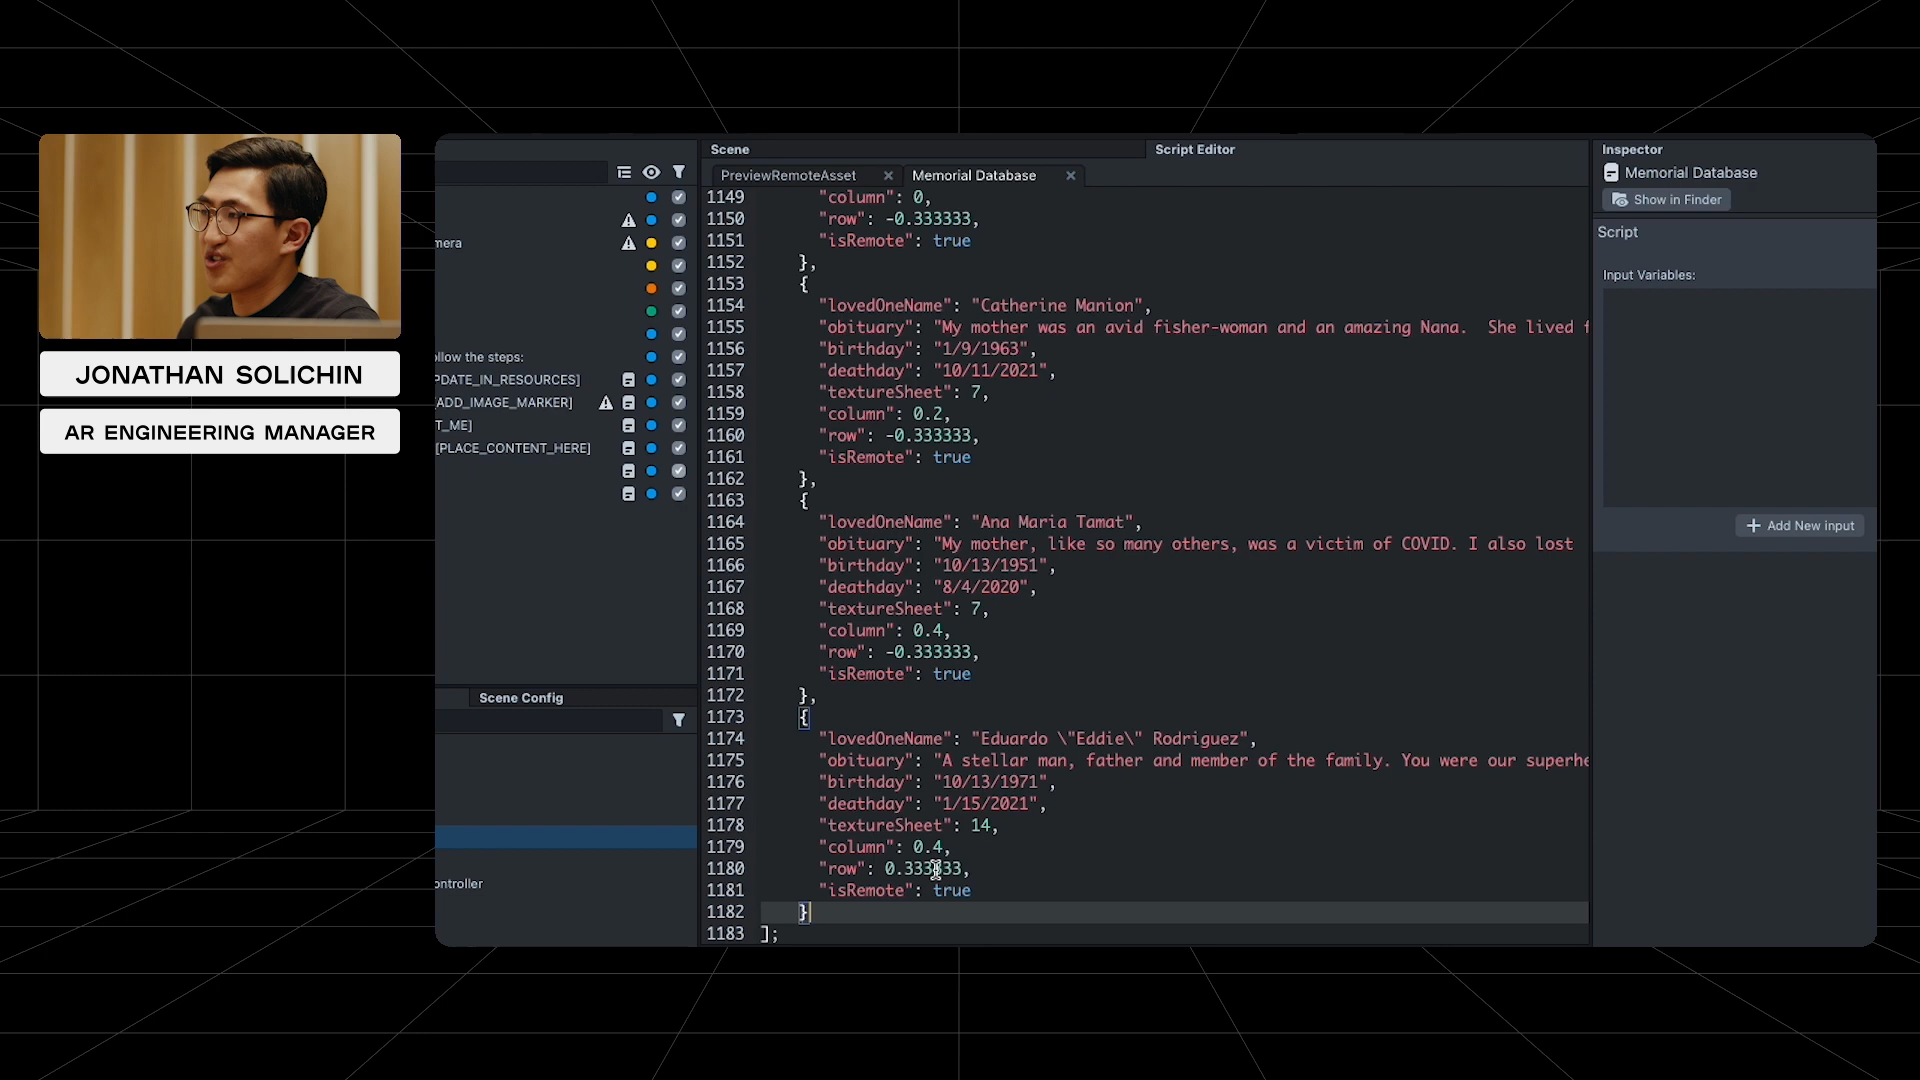 JONATHAN SOLICHIN
AR ENGINEERING MANAGER
mera
ollow the steps:
PDATE_IN_RESOURCES]
[ADD_IMAGE_MARKER]
T_ME]
[PLACE_CONTENT_HERE]
Scene Config
ontroller
Scene
Script Editor
PreviewRemoteAsset
Memorial Database
1149 "column": 0,
1150 "row": -0.333333,
1151 "isRemote": true
1152 },
1153 {
1154 "lovedOneName": "Catherine Manion",
1155 "obituary": "My mother was an avid fisher-woman and an amazing Nana.  She lived f
1156 "birthday": "1/9/1963",
1157 "deathday": "10/11/2021",
1158 "textureSheet": 7,
1159 "column": 0.2,
1160 "row": -0.333333,
1161 "isRemote": true
1162 },
1163 {
1164 "lovedOneName": "Ana Maria Tamat",
1165 "obituary": "My mother, like so many others, was a victim of COVID. I also lost
1166 "birthday": "10/13/1951",
1167 "deathday": "8/4/2020",
1168 "textureSheet": 7,
1169 "column": 0.4,
1170 "row": -0.333333,
1171 "isRemote": true
1172 },
1173 {
1174 "lovedOneName": "Eduardo \"Eddie\" Rodriguez",
1175 "obituary": "A stellar man, father and member of the family. You were our superhe
1176 "birthday": "10/13/1971",
1177 "deathday": "1/15/2021",
1178 "textureSheet": 14,
1179 "column": 0.4,
1180 "row": 0.333333,
1181 "isRemote": true
1182 }
1183 ];
Inspector
Memorial Database
Show in Finder
Script
Input Variables:
+ Add New input